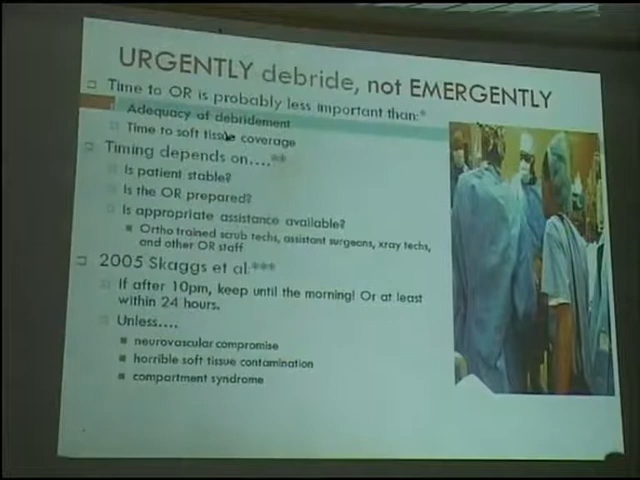 URGENTLY debride, not EMERGENTLY
Time to OR is probably less important than:*
Adequacy of debridement
Time to soft tissue coverage
Timing depends on....**
Is patient stable?
Is the OR prepared?
Is appropriate assistance available?
Ortho trained scrub techs, assistant surgeons, xray techs,
and other OR staff
2005 Skaggs et al.***
If after 10pm, keep until the morning! Or at least
within 24 hours.
Unless....
neurovascular compromise
horrible soft tissue contamination
compartment syndrome